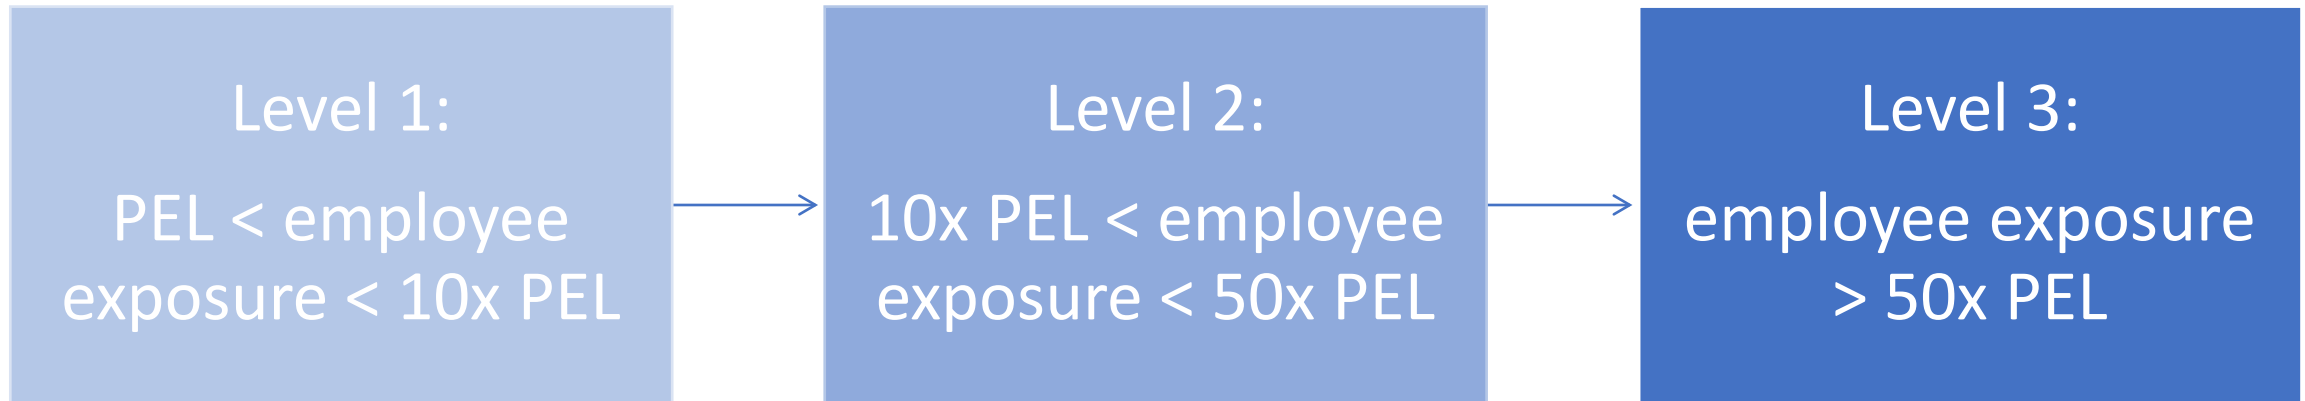 Level 1:
PEL < employee
exposure < 10x PEL
Level 2:
10x PEL < employee
exposure < 50x PEL
Level 3:
employee exposure
> 50x PEL